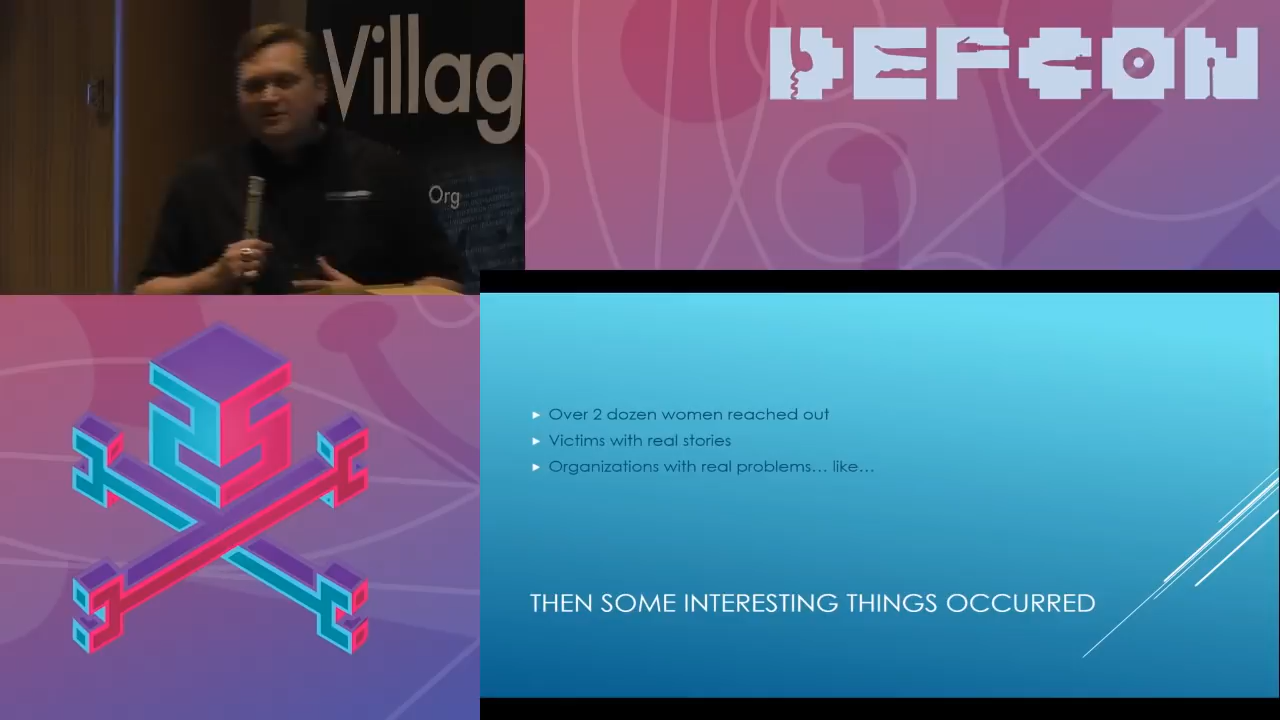 Villag
Org
DEFCON
25
Over 2 dozen women reached out
Victims with real stories
Organizations with real problems... like...
THEN SOME INTERESTING THINGS OCCURRED